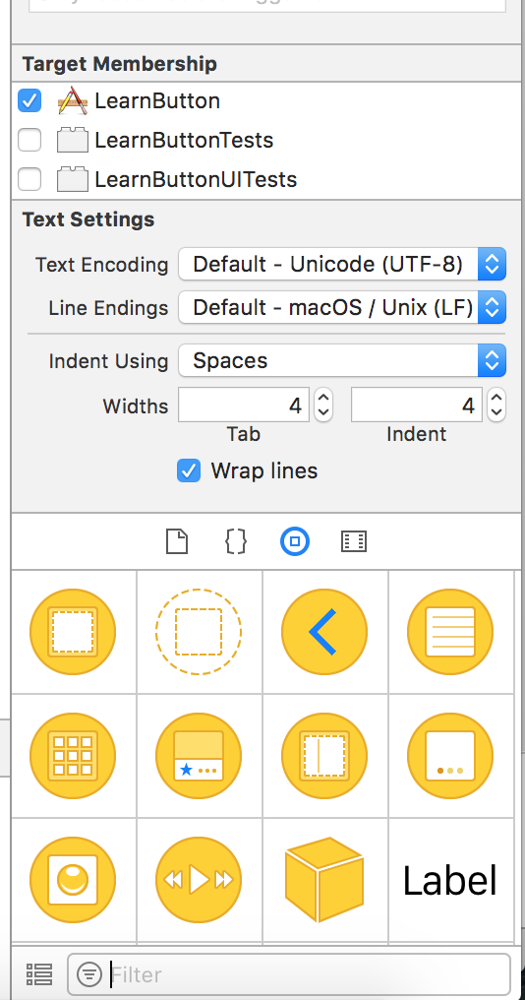 Target Membership
LearnButton
LearnButtonTests
LearnButtonUITests
Text Settings
Text Encoding Default - Unicode (UTF-8)
Line Endings Default - macOS / Unix (LF)
Indent Using Spaces
Widths 4 4
Tab Indent
Wrap lines
Label
Filter